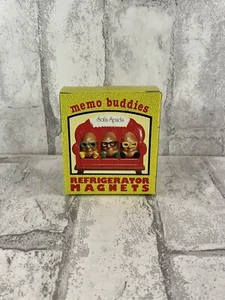 memo buddies
Sofa Spuds
REFRIGERATOR
MAGNETS